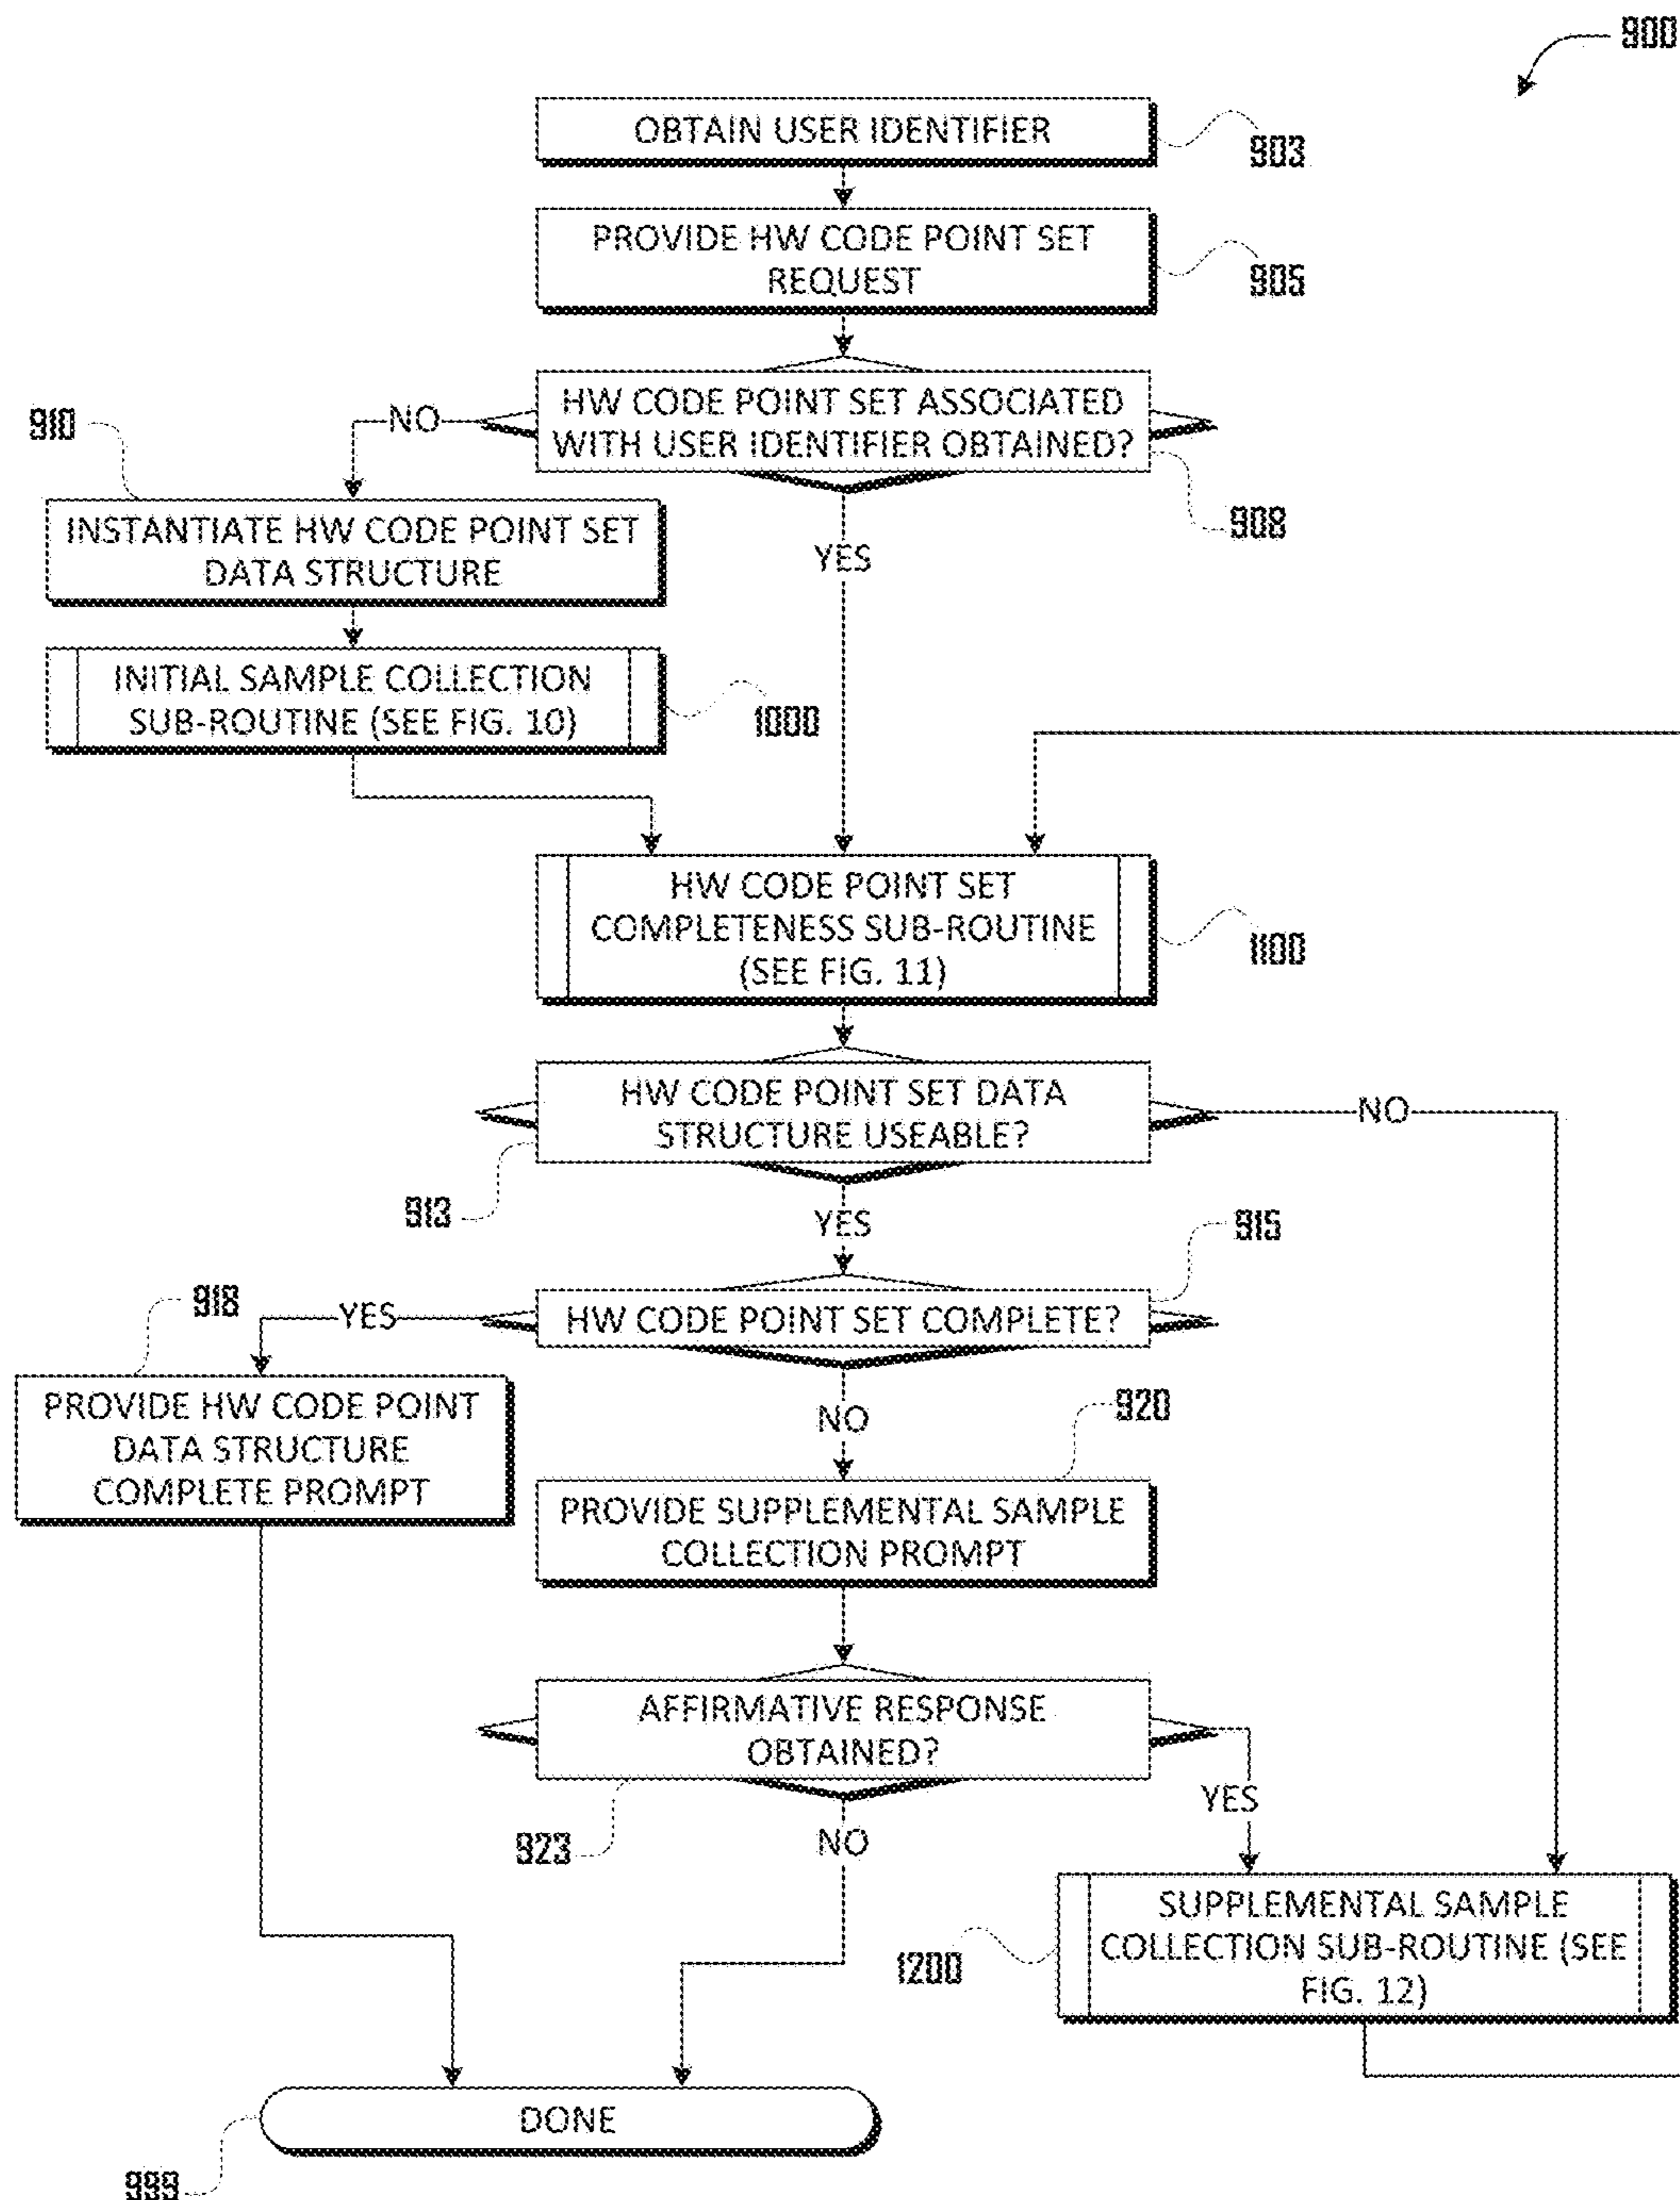 900
OBTAIN USER IDENTIFIER
903
PROVIDE HW CODE POINT SET
REQUEST
905
HW CODE POINT SET ASSOCIATED
WITH USER IDENTIFIER OBTAINED?
908
NO
910
YES
INSTANTIATE HW CODE POINT SET
DATA STRUCTURE
INITIAL SAMPLE COLLECTION
SUB-ROUTINE (SEE FIG. 10)
1000
HW CODE POINT SET
COMPLETENESS SUB-ROUTINE
(SEE FIG. 11)
1100
HW CODE POINT SET DATA
STRUCTURE USEABLE?
NO
913
YES
915
HW CODE POINT SET COMPLETE?
YES
918
NO
PROVIDE HW CODE POINT
DATA STRUCTURE
COMPLETE PROMPT
920
PROVIDE SUPPLEMENTAL SAMPLE
COLLECTION PROMPT
AFFIRMATIVE RESPONSE
OBTAINED?
YES
923
NO
SUPPLEMENTAL SAMPLE
COLLECTION SUB-ROUTINE (SEE
FIG. 12)
1200
DONE
999